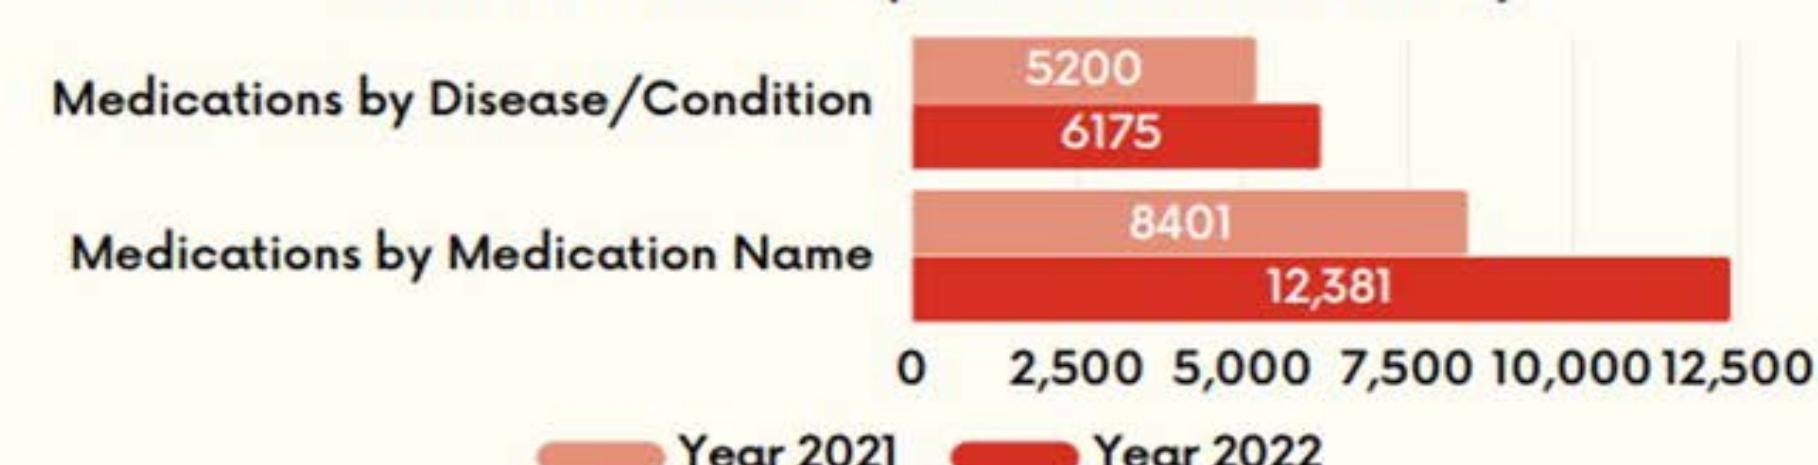 5200
Medications by Disease/Condition
6175
8401
Medications by Medication Name
12,381
0 2,500 5,000 7,500 10,000 12,500
Year 2021 Year 2022